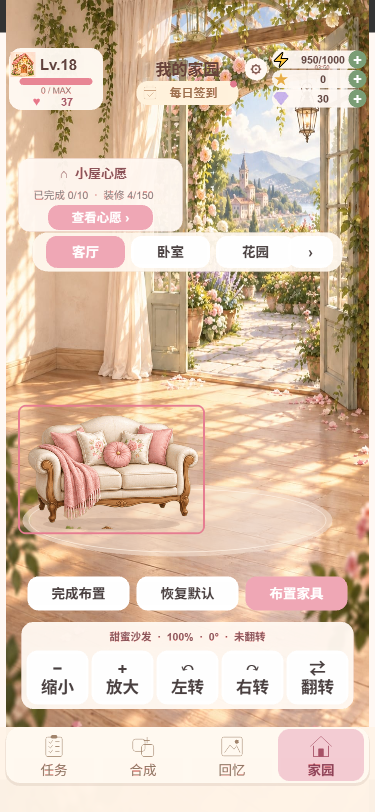 Lv.18
0 / MAX
37
我的家园
每日签到
950/1000
03:50
0
30
小屋心愿
已完成 0/10 · 装修 4/150
查看心愿 ›
客厅
卧室
花园
›
完成布置
恢复默认
布置家具
甜蜜沙发 · 100% · 0° · 未翻转
缩小
放大
左转
右转
翻转
任务
合成
回忆
家园